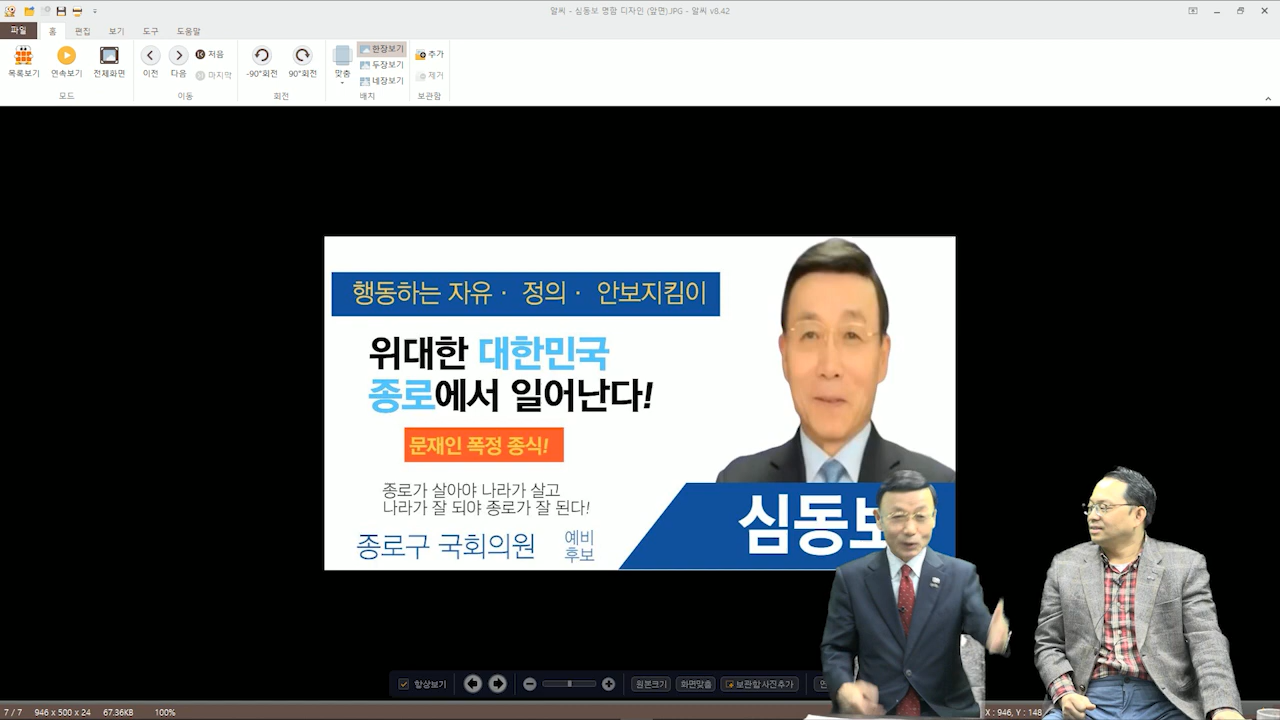 알씨 - 심동보 명함 디자인 (앞면).JPG - 알씨 v8.42
파일 홈 편집 보기 도구 도움말
목록보기 연속보기 전체화면 이전 다음 처음 마지막 -90°회전 90°회전 맞춤 한장보기 두장보기 네장보기 추가 제거
모드 이동 회전 배치 보관함
행동하는 자유 · 정의 · 안보지킴이
위대한 대한민국
종로에서 일어난다!
문재인 폭정 종식!
종로가 살아야 나라가 살고
나라가 잘 되야 종로가 잘 된다!
종로구 국회의원 예비
후보
심동보
향상보기 원본크기 화면맞춤 보관함 사진추가
7 / 7 946 x 500 x 24 67.36KB 100% X : 946, Y : 148